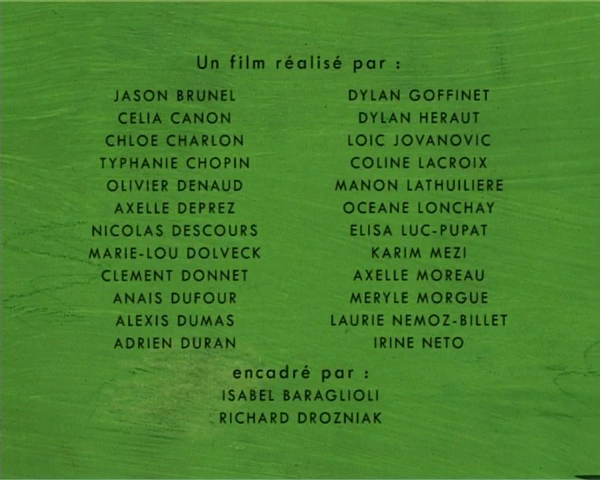 Un film réalisé par :
JASON BRUNEL
CELIA CANON
CHLOE CHARLON
TYPHANIE CHOPIN
OLIVIER DENAUD
AXELLE DEPREZ
NICOLAS DESCOURS
MARIE-LOU DOLVECK
CLEMENT DONNET
ANAIS DUFOUR
ALEXIS DUMAS
ADRIEN DURAN
DYLAN GOFFINET
DYLAN HERAUT
LOIC JOVANOVIC
COLINE LACROIX
MANON LATHUILIERE
OCEANE LONCHAY
ELISA LUC-PUPAT
KARIM MEZI
AXELLE MOREAU
MERYLE MORGUE
LAURIE NEMOZ-BILLET
IRINE NETO
encadré par :
ISABEL BARAGLIOLI
RICHARD DROZNIAK